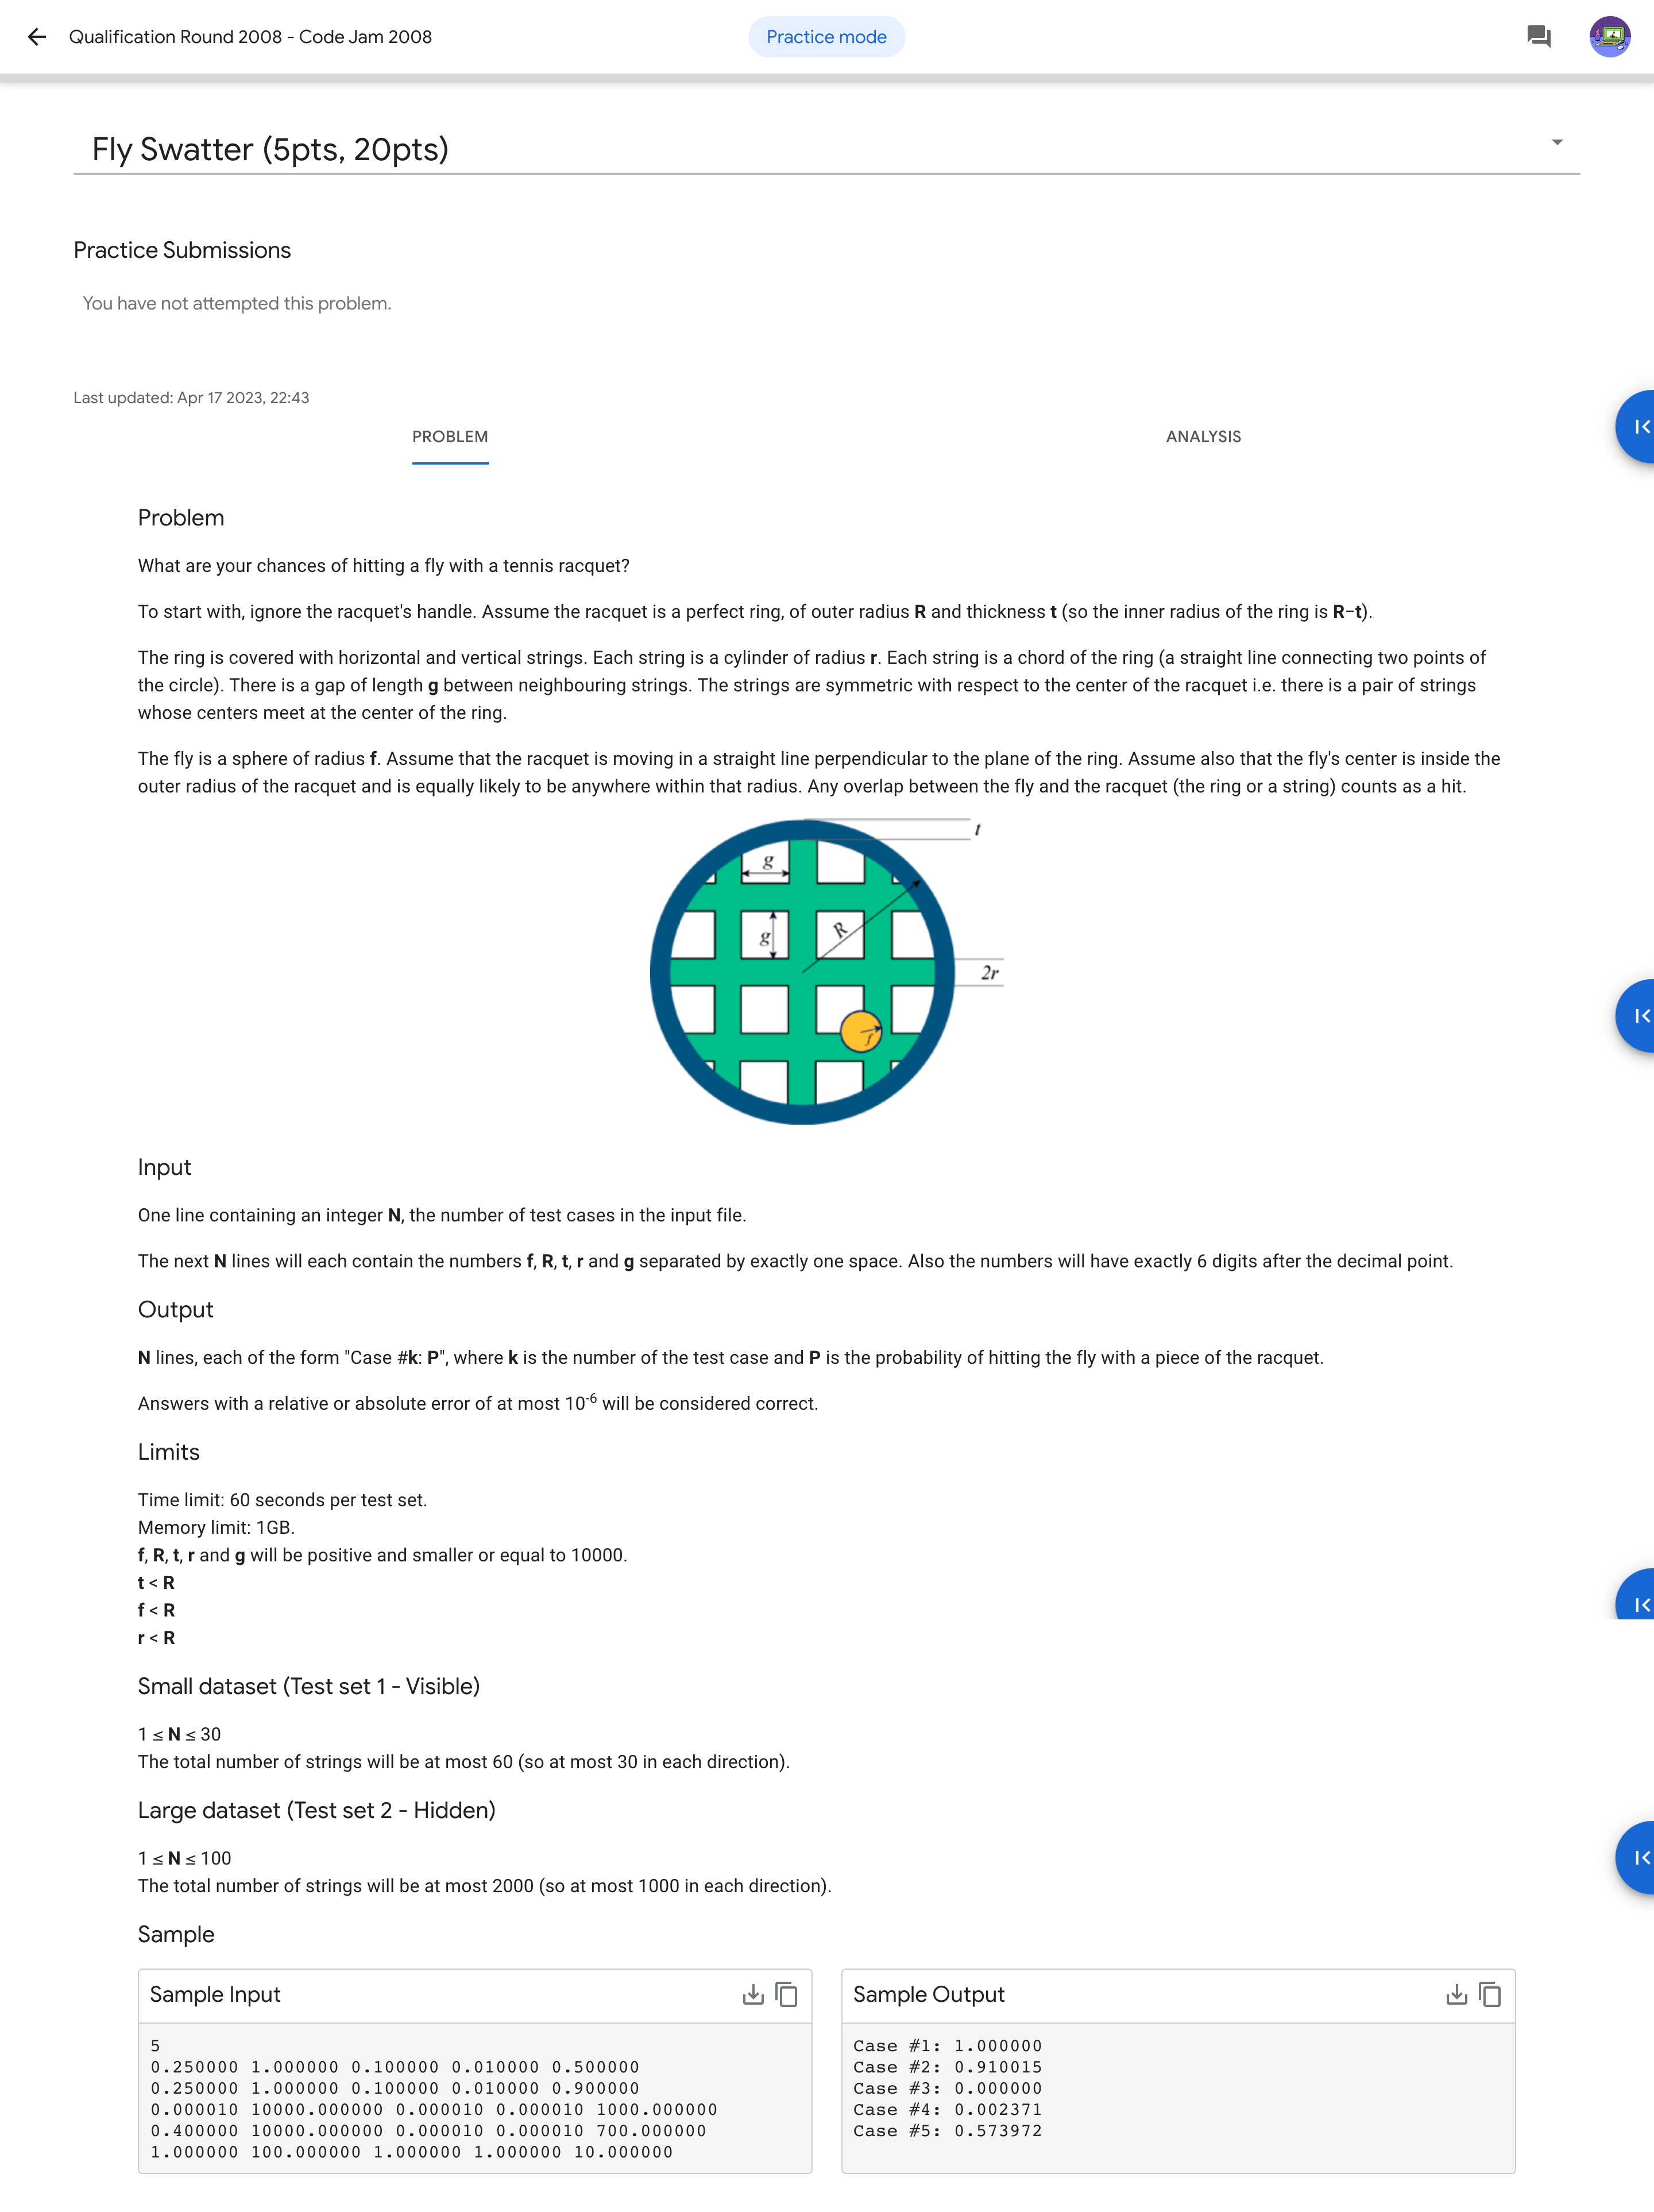 Qualification Round 2008 - Code Jam 2008
Practice mode
Fly Swatter (5pts, 20pts)
Practice Submissions
You have not attempted this problem.
Last updated: Apr 17 2023, 22:43
PROBLEM
ANALYSIS
Problem
What are your chances of hitting a fly with a tennis racquet?
To start with, ignore the racquet's handle. Assume the racquet is a perfect ring, of outer radius R and thickness t (so the inner radius of the ring is R−t).
The ring is covered with horizontal and vertical strings. Each string is a cylinder of radius r. Each string is a chord of the ring (a straight line connecting two points of
the circle). There is a gap of length g between neighbouring strings. The strings are symmetric with respect to the center of the racquet i.e. there is a pair of strings
whose centers meet at the center of the ring.
The fly is a sphere of radius f. Assume that the racquet is moving in a straight line perpendicular to the plane of the ring. Assume also that the fly's center is inside the
outer radius of the racquet and is equally likely to be anywhere within that radius. Any overlap between the fly and the racquet (the ring or a string) counts as a hit.
t
g
g
R
2r
f
Input
One line containing an integer N, the number of test cases in the input file.
The next N lines will each contain the numbers f, R, t, r and g separated by exactly one space. Also the numbers will have exactly 6 digits after the decimal point.
Output
N lines, each of the form "Case #k: P", where k is the number of the test case and P is the probability of hitting the fly with a piece of the racquet.
Answers with a relative or absolute error of at most 10-6 will be considered correct.
Limits
Time limit: 60 seconds per test set.
Memory limit: 1GB.
f, R, t, r and g will be positive and smaller or equal to 10000.
t < R
f < R
r < R
Small dataset (Test set 1 - Visible)
1 ≤ N ≤ 30
The total number of strings will be at most 60 (so at most 30 in each direction).
Large dataset (Test set 2 - Hidden)
1 ≤ N ≤ 100
The total number of strings will be at most 2000 (so at most 1000 in each direction).
Sample
Sample Input
5
0.250000 1.000000 0.100000 0.010000 0.500000
0.250000 1.000000 0.100000 0.010000 0.900000
0.000010 10000.000000 0.000010 0.000010 1000.000000
0.400000 10000.000000 0.000010 0.000010 700.000000
1.000000 100.000000 1.000000 1.000000 10.000000
Sample Output
Case #1: 1.000000
Case #2: 0.910015
Case #3: 0.000000
Case #4: 0.002371
Case #5: 0.573972